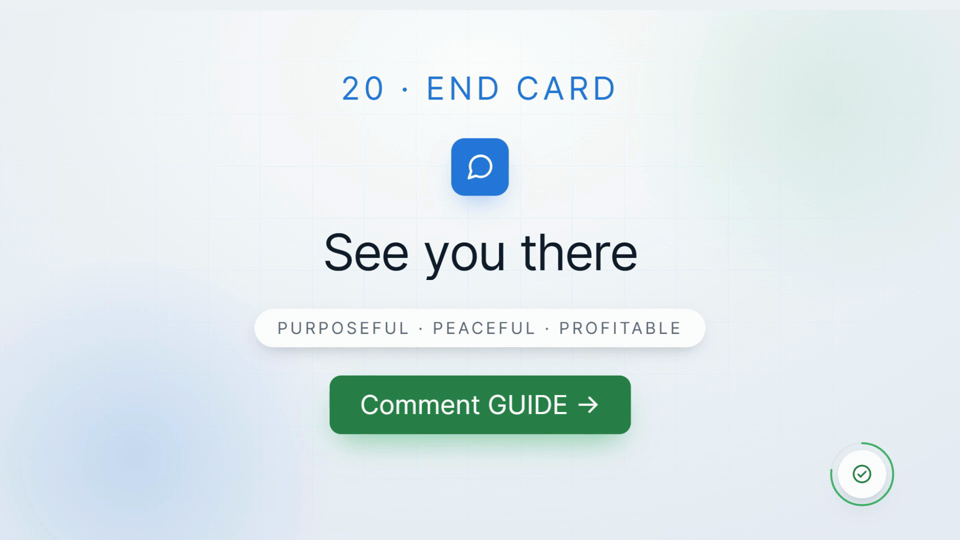 20 · END CARD
See you there
PURPOSEFUL · PEACEFUL · PROFITABLE
Comment GUIDE →